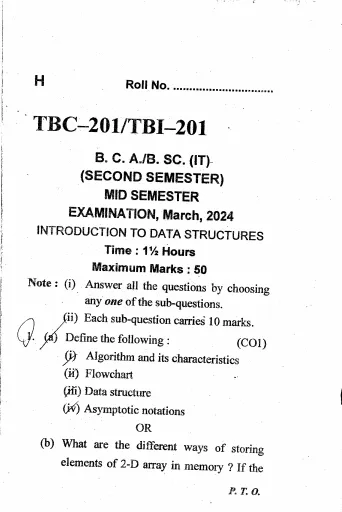 H
Roll No. ..............................
TBC–201/TBI–201
B. C. A./B. SC. (IT)
(SECOND SEMESTER)
MID SEMESTER
EXAMINATION, March, 2024
INTRODUCTION TO DATA STRUCTURES
Time : 1½ Hours
Maximum Marks : 50
Note : (i) Answer all the questions by choosing
any one of the sub-questions.
(ii) Each sub-question carries 10 marks.
1. (a) Define the following : (CO1)
(i) Algorithm and its characteristics
(ii) Flowchart
(iii) Data structure
(iv) Asymptotic notations
OR
(b) What are the different ways of storing
elements of 2-D array in memory ? If the
P. T. O.